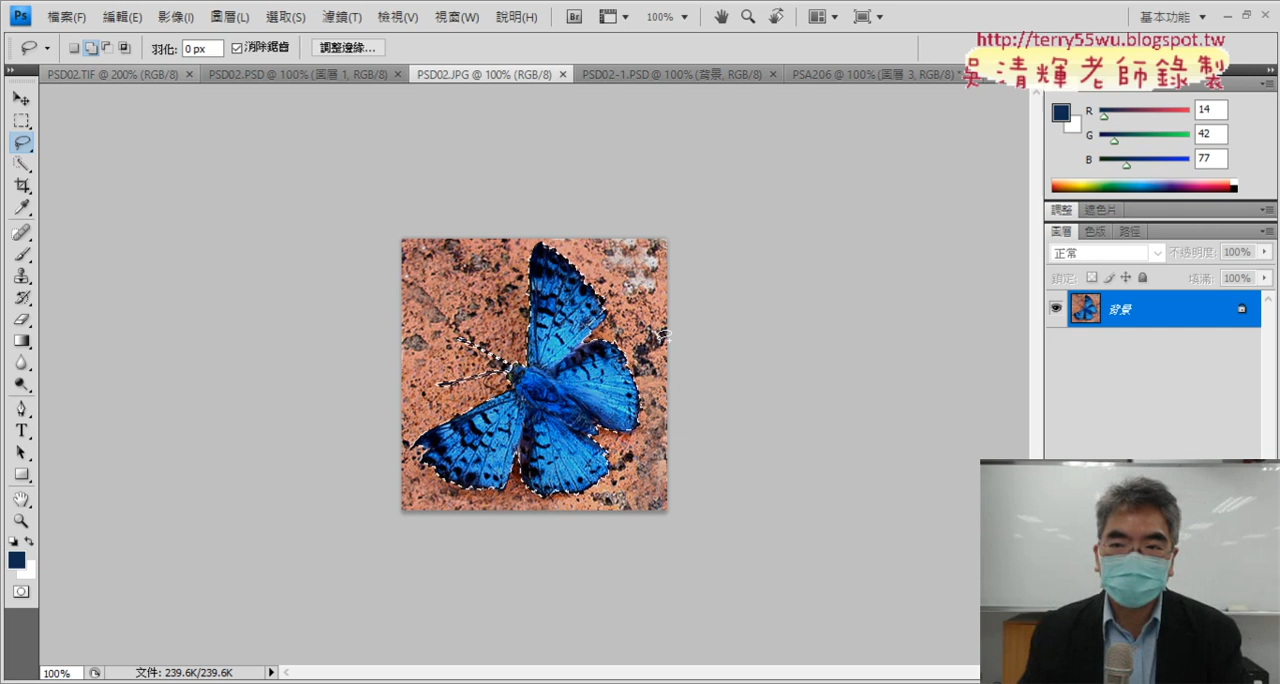 Ps 檔案(F) 編輯(E) 影像(I) 圖層(L) 選取(S) 濾鏡(T) 檢視(V) 視窗(W) 說明(H) Br 100% 基本功能
羽化: 0 px 消除鋸齒 調整邊緣...
http://terry55wu.blogspot.tw
吳清輝老師錄製
PSD02.TIF @ 200% (RGB/8) PSD02.PSD @ 100% (圖層 1, RGB/8) PSD02.JPG @ 100% (RGB/8) PSD02-1.PSD @ 100% (背景, RGB/8) PSA206 @ 100% (圖層 3, RGB/8) *
R 14
G 42
B 77
調整 遮色片
圖層 色版 路徑
正常 不透明度: 100%
鎖定: 填滿: 100%
背景
T
100% 文件: 239.6K/239.6K